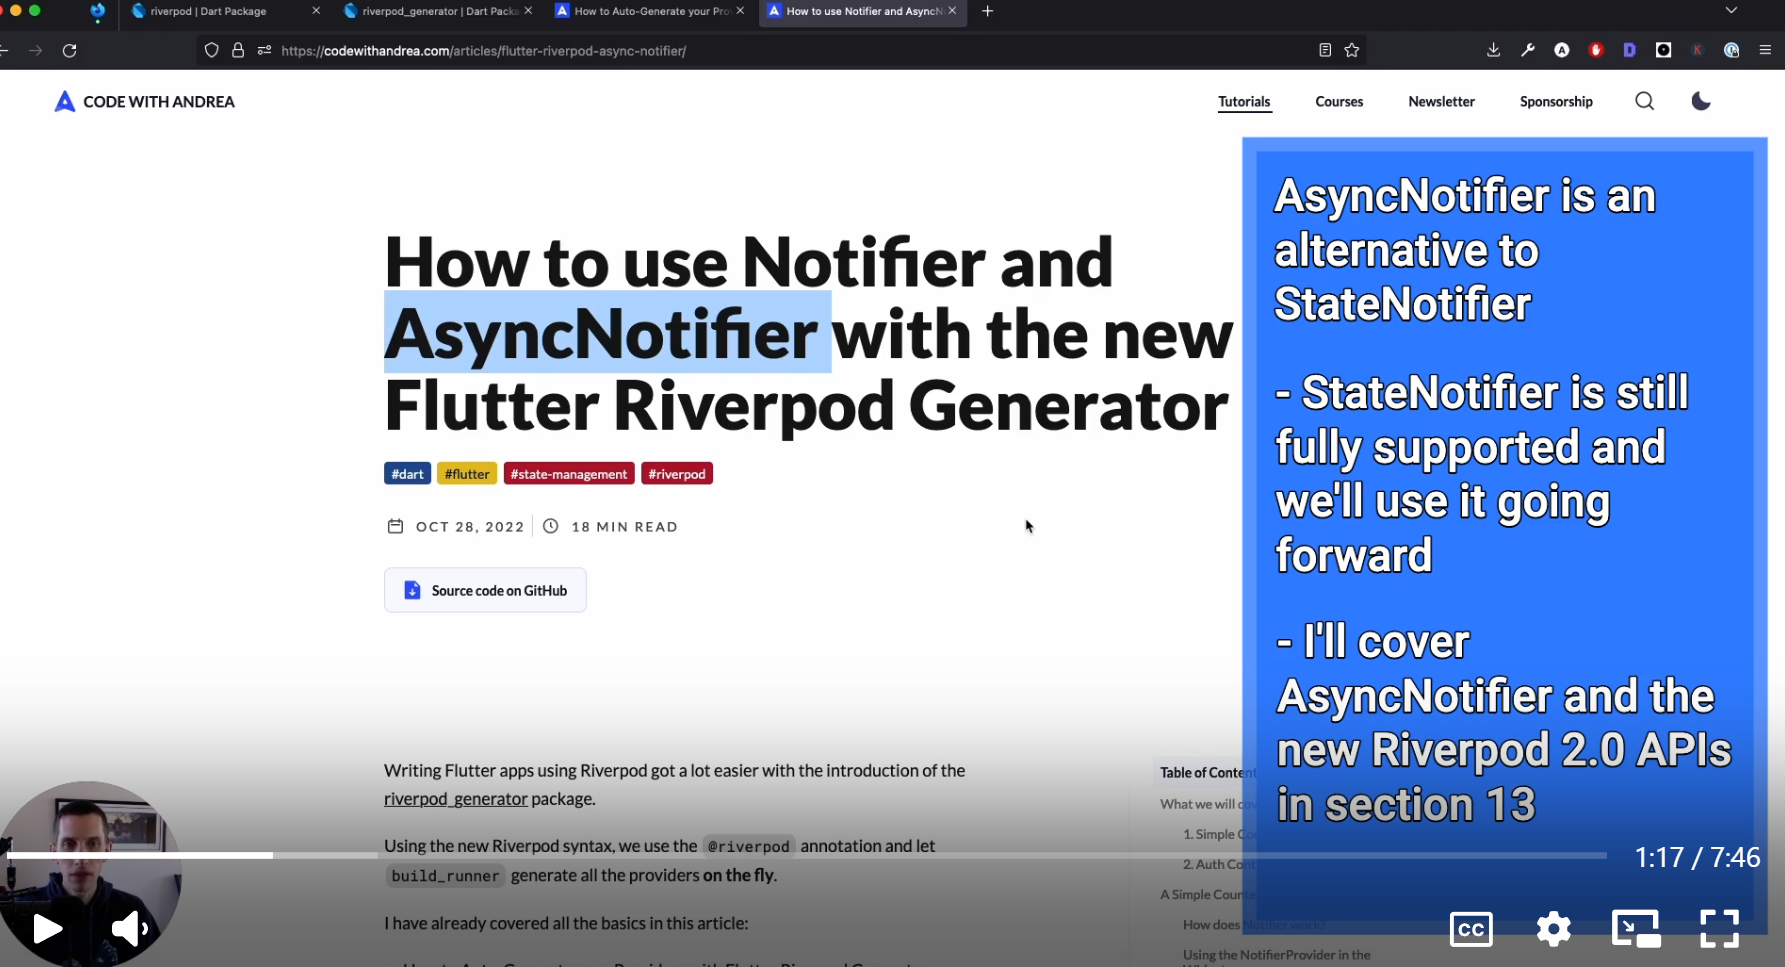 riverpod | Dart Package
riverpod_generator | Dart Packa
How to Auto-Generate your Pro
How to use Notifier and AsyncN
https://codewithandrea.com/articles/flutter-riverpod-async-notifier/
CODE WITH ANDREA
Tutorials
Courses
Newsletter
Sponsorship
How to use Notifier and
AsyncNotifier with the new
Flutter Riverpod Generator
#dart
#flutter
#state-management
#riverpod
OCT 28, 2022
18 MIN READ
Source code on GitHub
Writing Flutter apps using Riverpod got a lot easier with the introduction of the
riverpod_generator package.
Using the new Riverpod syntax, we use the @riverpod annotation and let
build_runner generate all the providers on the fly.
I have already covered all the basics in this article:
Table of Content
What we will cov
1. Simple Co
2. Auth Cont
A Simple Counte
How does Notifier work?
Using the NotifierProvider in the
AsyncNotifier is an
alternative to
StateNotifier
- StateNotifier is still
fully supported and
we'll use it going
forward
- I'll cover
AsyncNotifier and the
new Riverpod 2.0 APIs
in section 13
1:17 / 7:46
CC